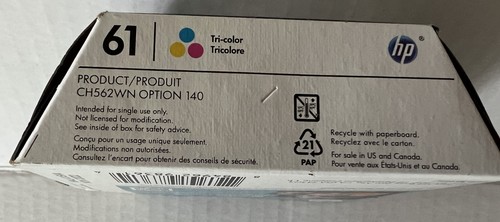 61
Tri-color
Tricolore
hp®
PRODUCT/PRODUIT
CH562WN OPTION 140
Intended for single use only.
Not licensed for modification.
See inside of box for safety advice.
Conçu pour un usage unique seulement.
Modifications non autorisées.
Consultez l'encart pour obtenir des conseils de sécurité.
21
PAP
Recycle with paperboard.
Recyclez avec le carton.
For sale in US and Canada.
Pour vente aux États-Unis et au Canada.